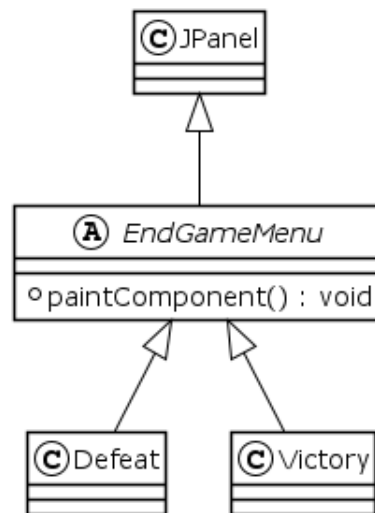 C JPanel
A EndGameMenu
paintComponent() : void
C Defeat
C Victory